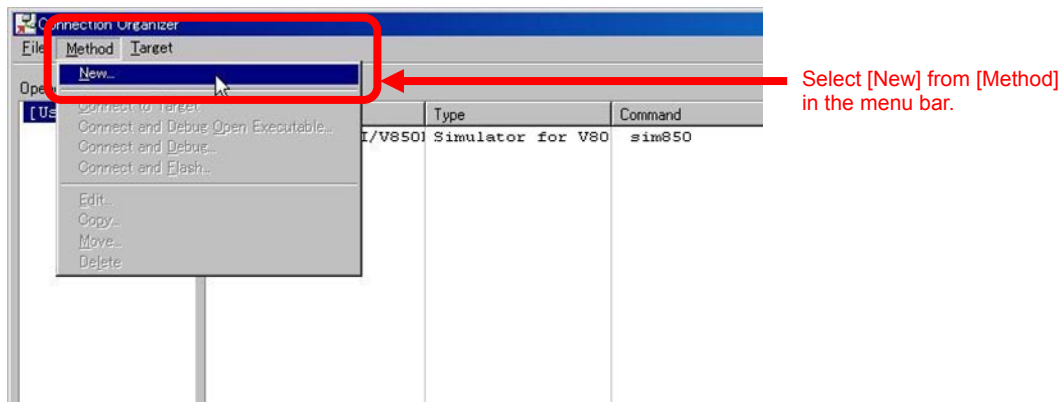 Connection Organizer
File Method Target
New...
Select [New] from [Method]
in the menu bar.
Connect to Target
Connect and Debug Open Executable...
Connect and Debug...
Connect and Flash...
Edit...
Copy...
Move...
Delete
Type Command
Simulator for V80 sim850